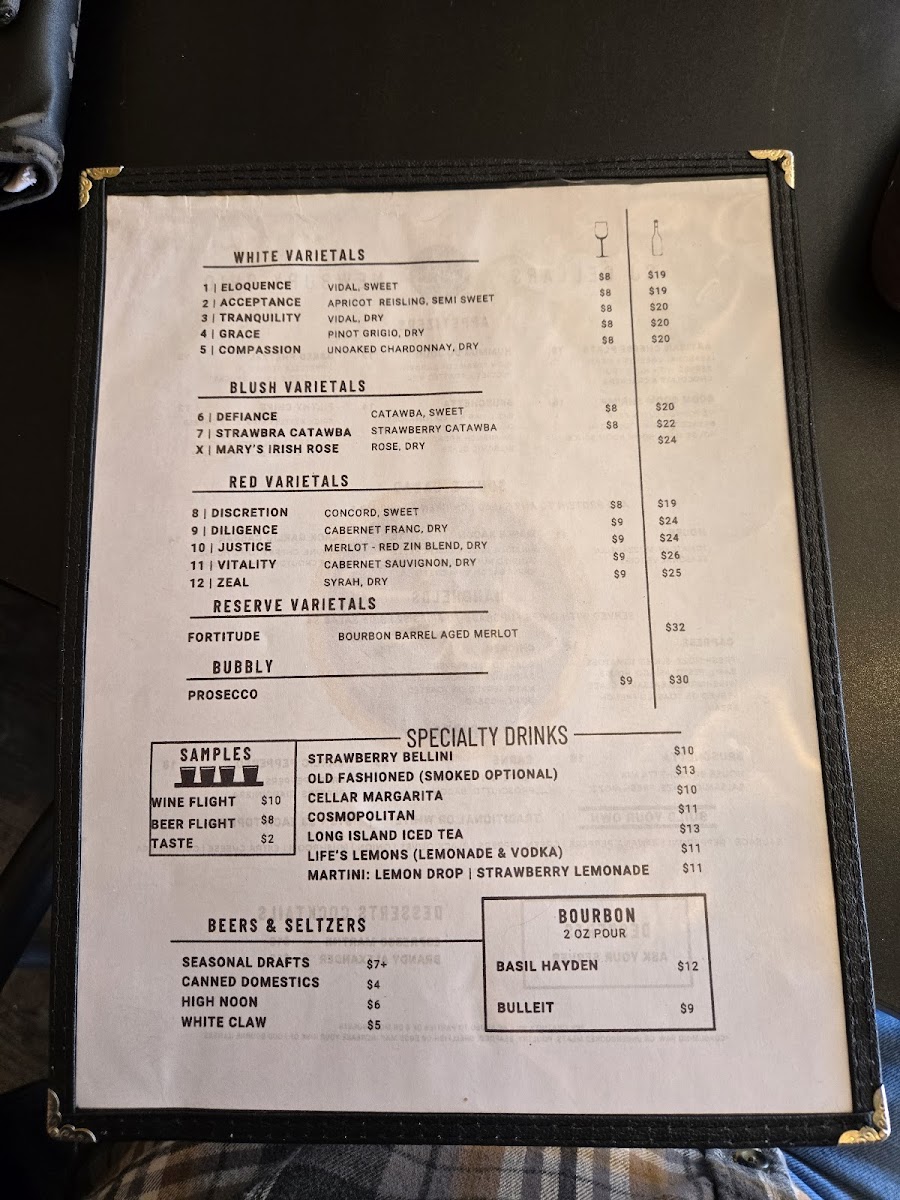 WHITE VARIETALS
1 | ELOQUENCE VIDAL, SWEET $8 $19
2 | ACCEPTANCE APRICOT REISLING, SEMI SWEET $8 $19
3 | TRANQUILITY VIDAL, DRY $8 $20
4 | GRACE PINOT GRIGIO, DRY $8 $20
5 | COMPASSION UNOAKED CHARDONNAY, DRY $8 $20
BLUSH VARIETALS
6 | DEFIANCE CATAWBA, SWEET $8 $20
7 | STRAWBRA CATAWBA STRAWBERRY CATAWBA $8 $22
X | MARY'S IRISH ROSE ROSE, DRY $24
RED VARIETALS
8 | DISCRETION CONCORD, SWEET $8 $19
9 | DILIGENCE CABERNET FRANC, DRY $9 $24
10 | JUSTICE MERLOT - RED ZIN BLEND, DRY $9 $24
11 | VITALITY CABERNET SAUVIGNON, DRY $9 $26
12 | ZEAL SYRAH, DRY $9 $25
RESERVE VARIETALS
FORTITUDE BOURBON BARREL AGED MERLOT $32
BUBBLY
PROSECCO $9 $30
SAMPLES
WINE FLIGHT $10
BEER FLIGHT $8
TASTE $2
SPECIALTY DRINKS
STRAWBERRY BELLINI $10
OLD FASHIONED (SMOKED OPTIONAL) $13
CELLAR MARGARITA $10
COSMOPOLITAN $11
LONG ISLAND ICED TEA $13
LIFE'S LEMONS (LEMONADE & VODKA) $11
MARTINI: LEMON DROP | STRAWBERRY LEMONADE $11
BEERS & SELTZERS
SEASONAL DRAFTS $7+
CANNED DOMESTICS $4
HIGH NOON $6
WHITE CLAW $5
BOURBON
2 OZ POUR
BASIL HAYDEN $12
BULLEIT $9